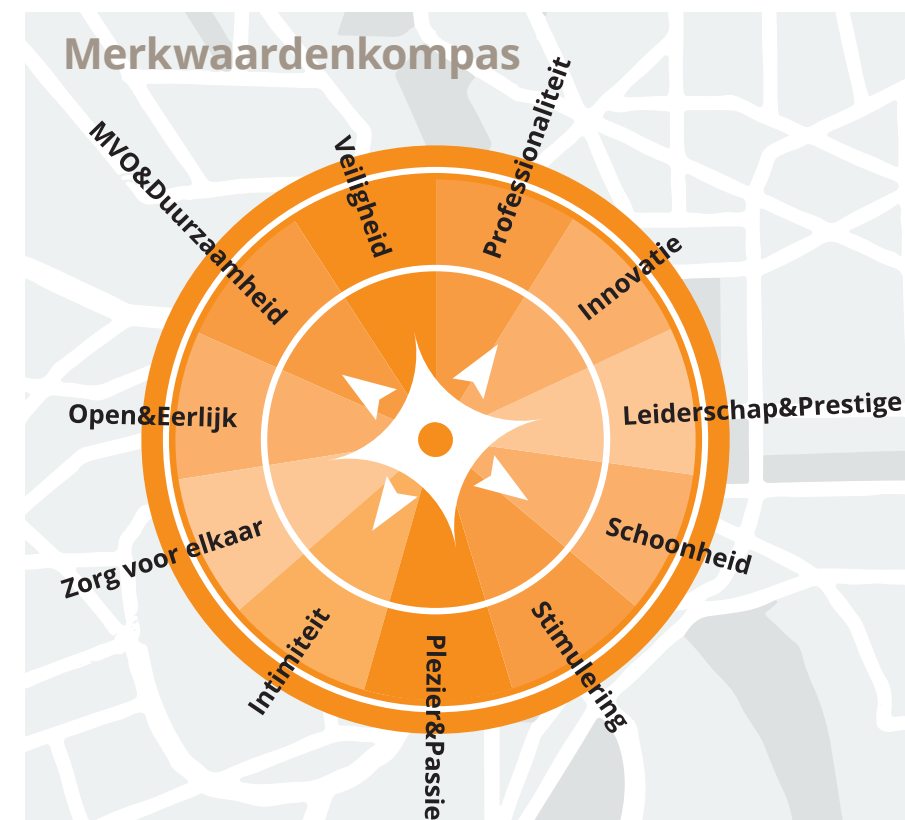 Merkwaardenkompas
Professionaliteit
Innovatie
Leiderschap&Prestige
Schoonheid
Stimulering
Plezier&Passie
Intimiteit
Zorg voor elkaar
Open&Eerlijk
MVO&Duurzaamheid
Veiligheid